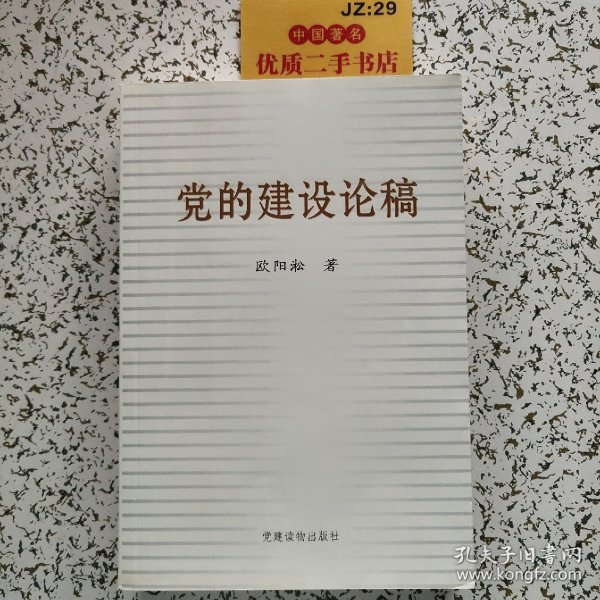 JZ:29
中国著名
优质二手书店
党的建设论稿
欧阳淞 著
党建读物出版社
孔夫子旧书网
www.kongfz.com